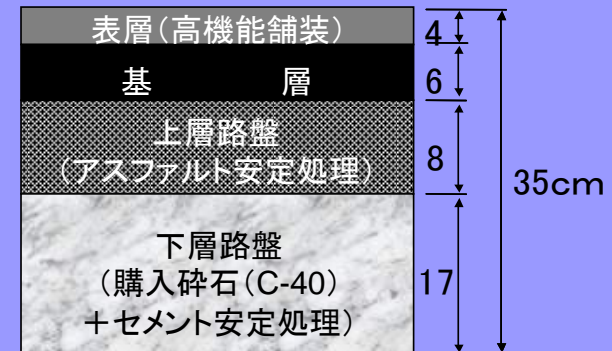 表層(高機能舗装)
4
基 層
6
上層路盤
(アスファルト安定処理)
8
35cm
下層路盤
(購入砕石(C-40)
+セメント安定処理)
17